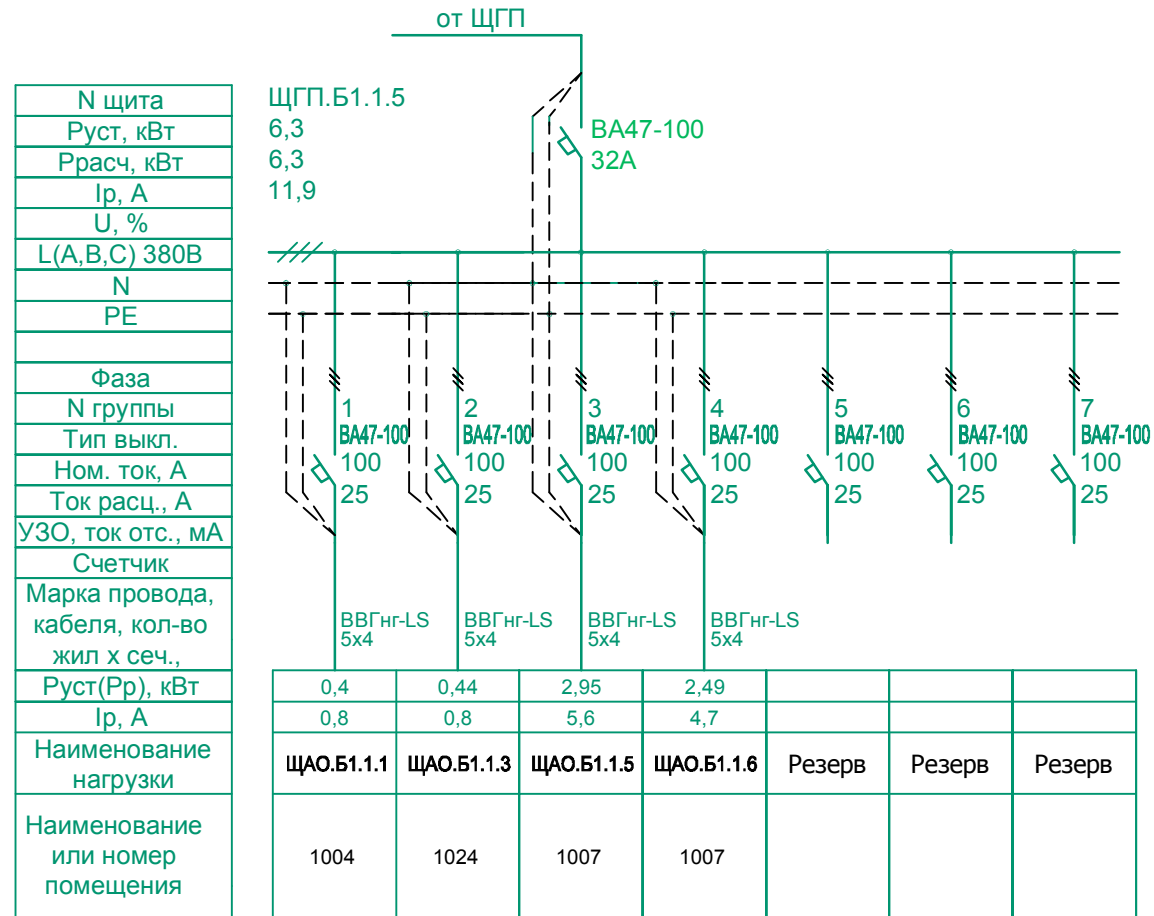 от ЩГП
N щита
ЩГП.Б1.1.5
Руст, кВт
6,3
ВА47-100
Ррасч, кВт
6,3
32А
Iр, А
11,9
U, %
L(A,B,C) 380В
N
PE
Фаза
N группы
1 2 3 4 5 6 7
Тип выкл.
ВА47-100 ВА47-100 ВА47-100 ВА47-100 ВА47-100 ВА47-100 ВА47-100
Ном. ток, А
100 100 100 100 100 100 100
Ток расц., А
25 25 25 25 25 25 25
УЗО, ток отс., мА
Счетчик
Марка провода,
кабеля, кол-во
жил х сеч.,
ВВГнг-LS ВВГнг-LS ВВГнг-LS ВВГнг-LS
5х4 5х4 5х4 5х4
Руст(Рр), кВт
0,4 0,44 2,95 2,49
Iр, А
0,8 0,8 5,6 4,7
Наименование
нагрузки
ЩАО.Б1.1.1 ЩАО.Б1.1.3 ЩАО.Б1.1.5 ЩАО.Б1.1.6 Резерв Резерв Резерв
Наименование
или номер
помещения
1004 1024 1007 1007